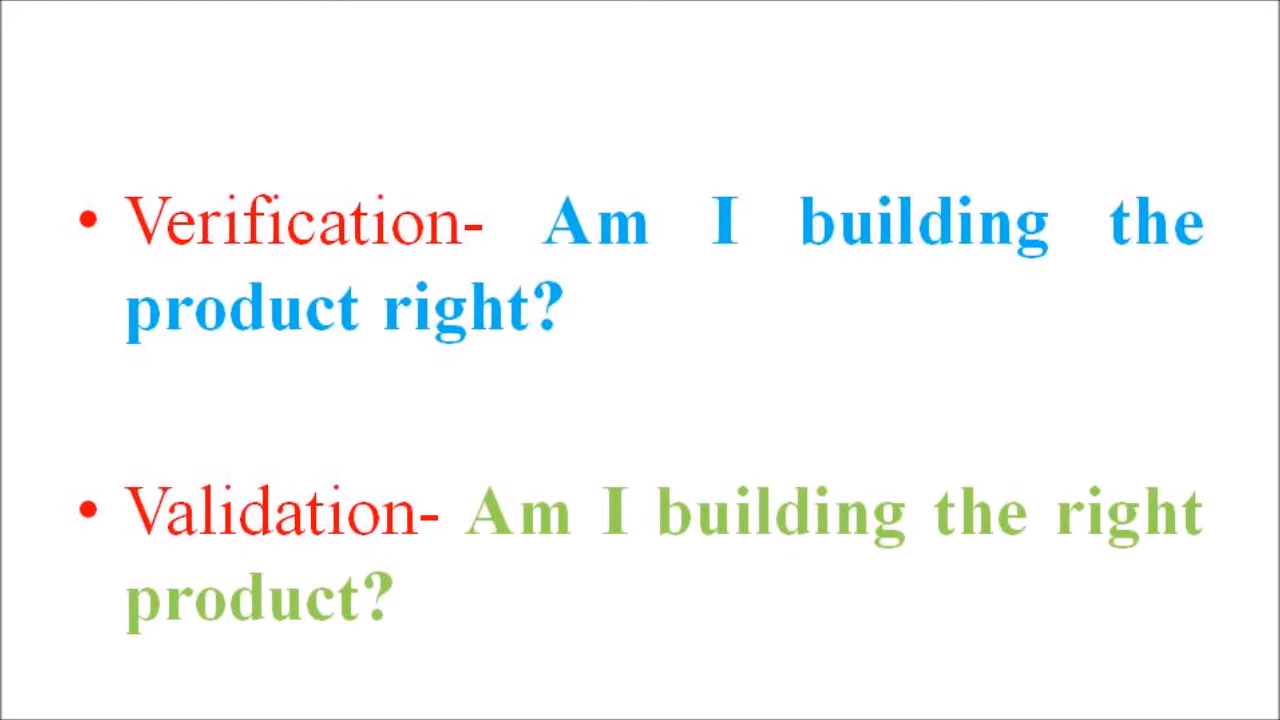 • Verification- Am I building the
product right?
• Validation- Am I building the right
product?